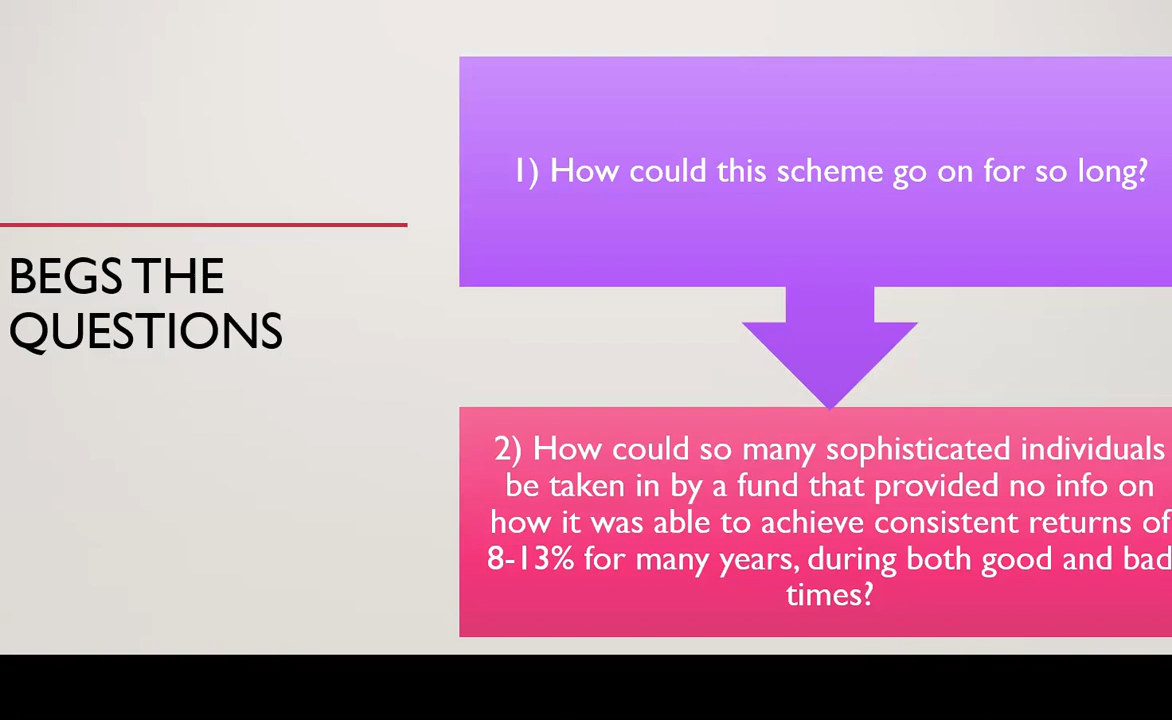 BEGS THE
QUESTIONS
1) How could this scheme go on for so long?
2) How could so many sophisticated individuals
be taken in by a fund that provided no info on
how it was able to achieve consistent returns of
8-13% for many years, during both good and bad
times?